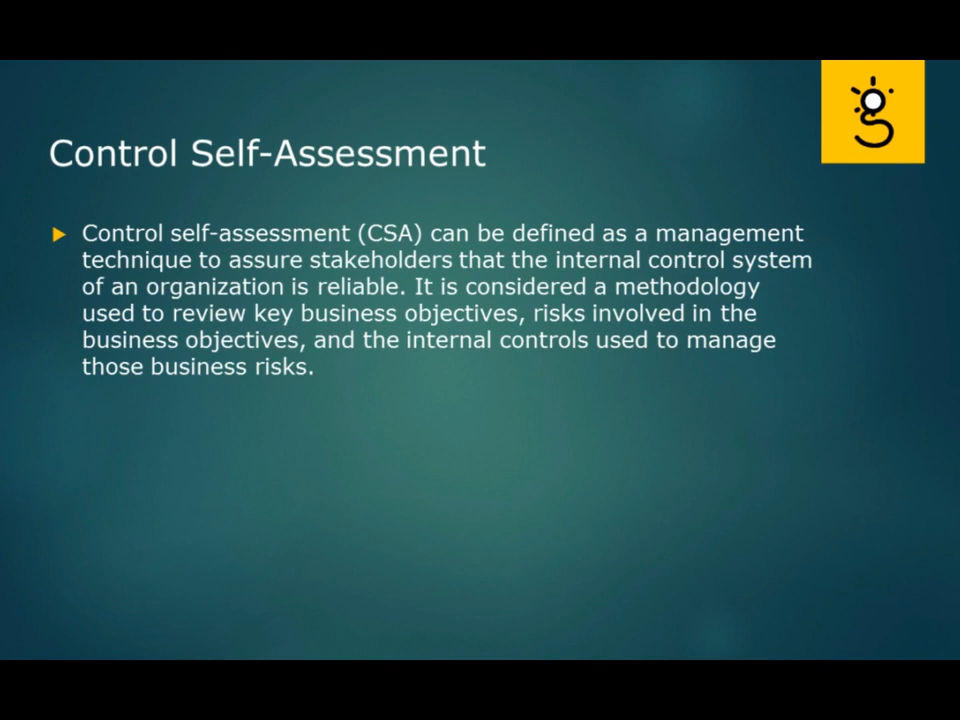 Control Self-Assessment
Control self-assessment (CSA) can be defined as a management
technique to assure stakeholders that the internal control system
of an organization is reliable. It is considered a methodology
used to review key business objectives, risks involved in the
business objectives, and the internal controls used to manage
those business risks.